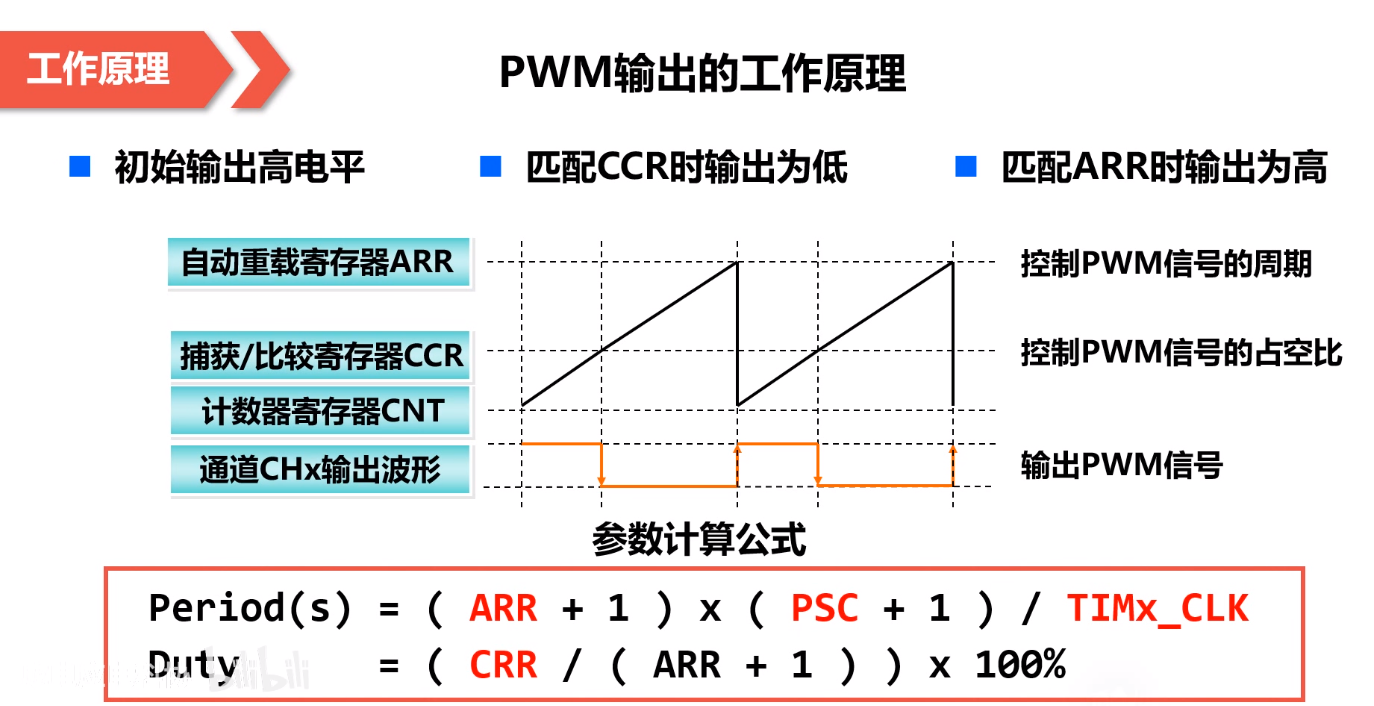 工作原理
PWM输出的工作原理
初始输出高电平
匹配CCR时输出为低
匹配ARR时输出为高
自动重载寄存器ARR
控制PWM信号的周期
捕获/比较寄存器CCR
控制PWM信号的占空比
计数器寄存器CNT
通道CHx输出波形
输出PWM信号
参数计算公式
Period(s) = ( ARR + 1 ) x ( PSC + 1 ) / TIMx_CLK
Duty = ( CRR / ( ARR + 1 ) ) x 100%
bilibili